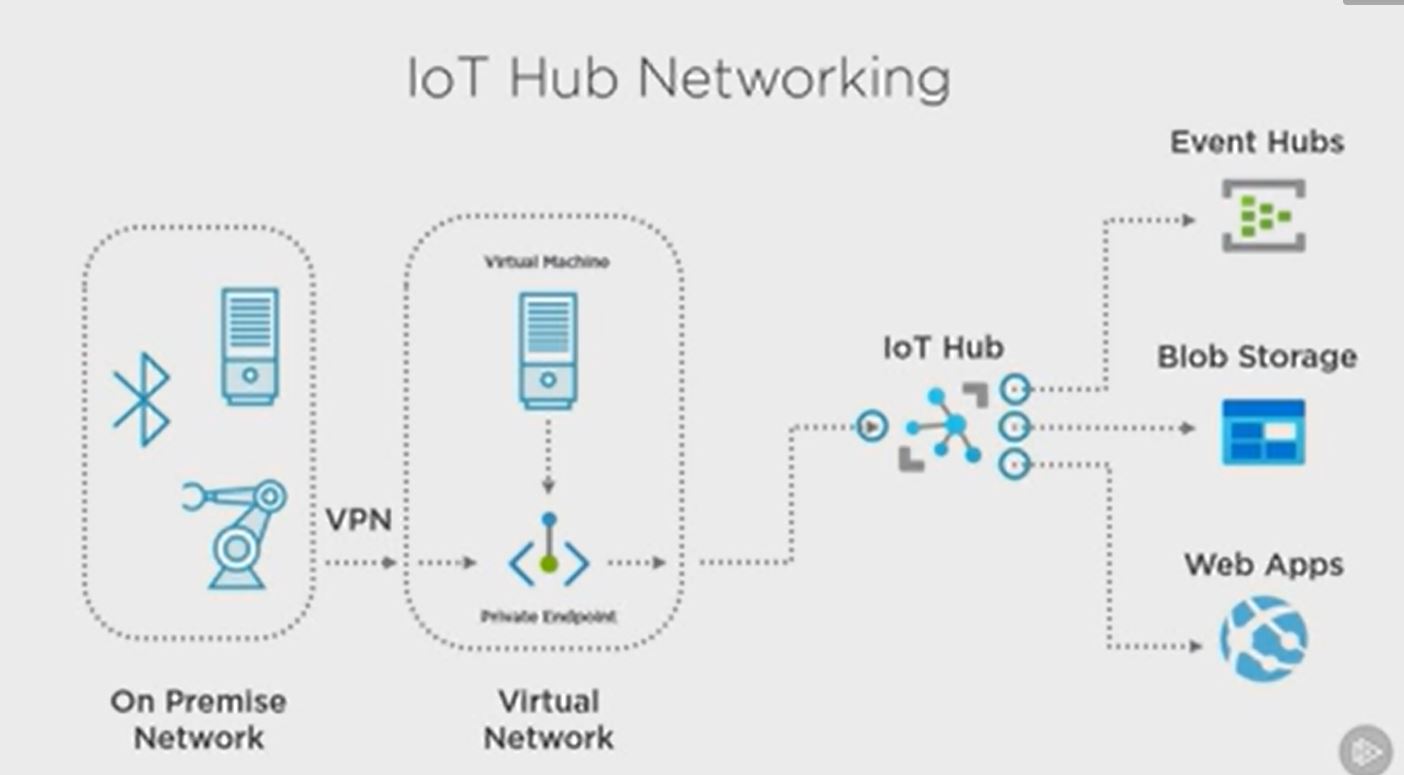 IoT Hub Networking
Event Hubs
Virtual Machine
IoT Hub
Blob Storage
VPN
Web Apps
Private Endpoint
On Premise
Network
Virtual
Network